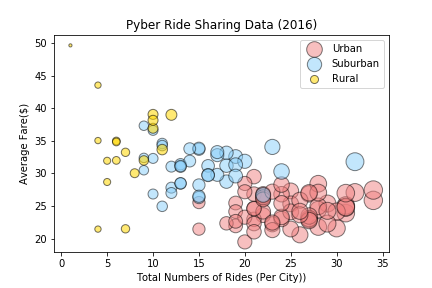 Pyber Ride Sharing Data (2016)
Urban
Suburban
Rural
Average Fare($)
50
45
40
35
30
25
20
0 5 10 15 20 25 30 35
Total Numbers of Rides (Per City))